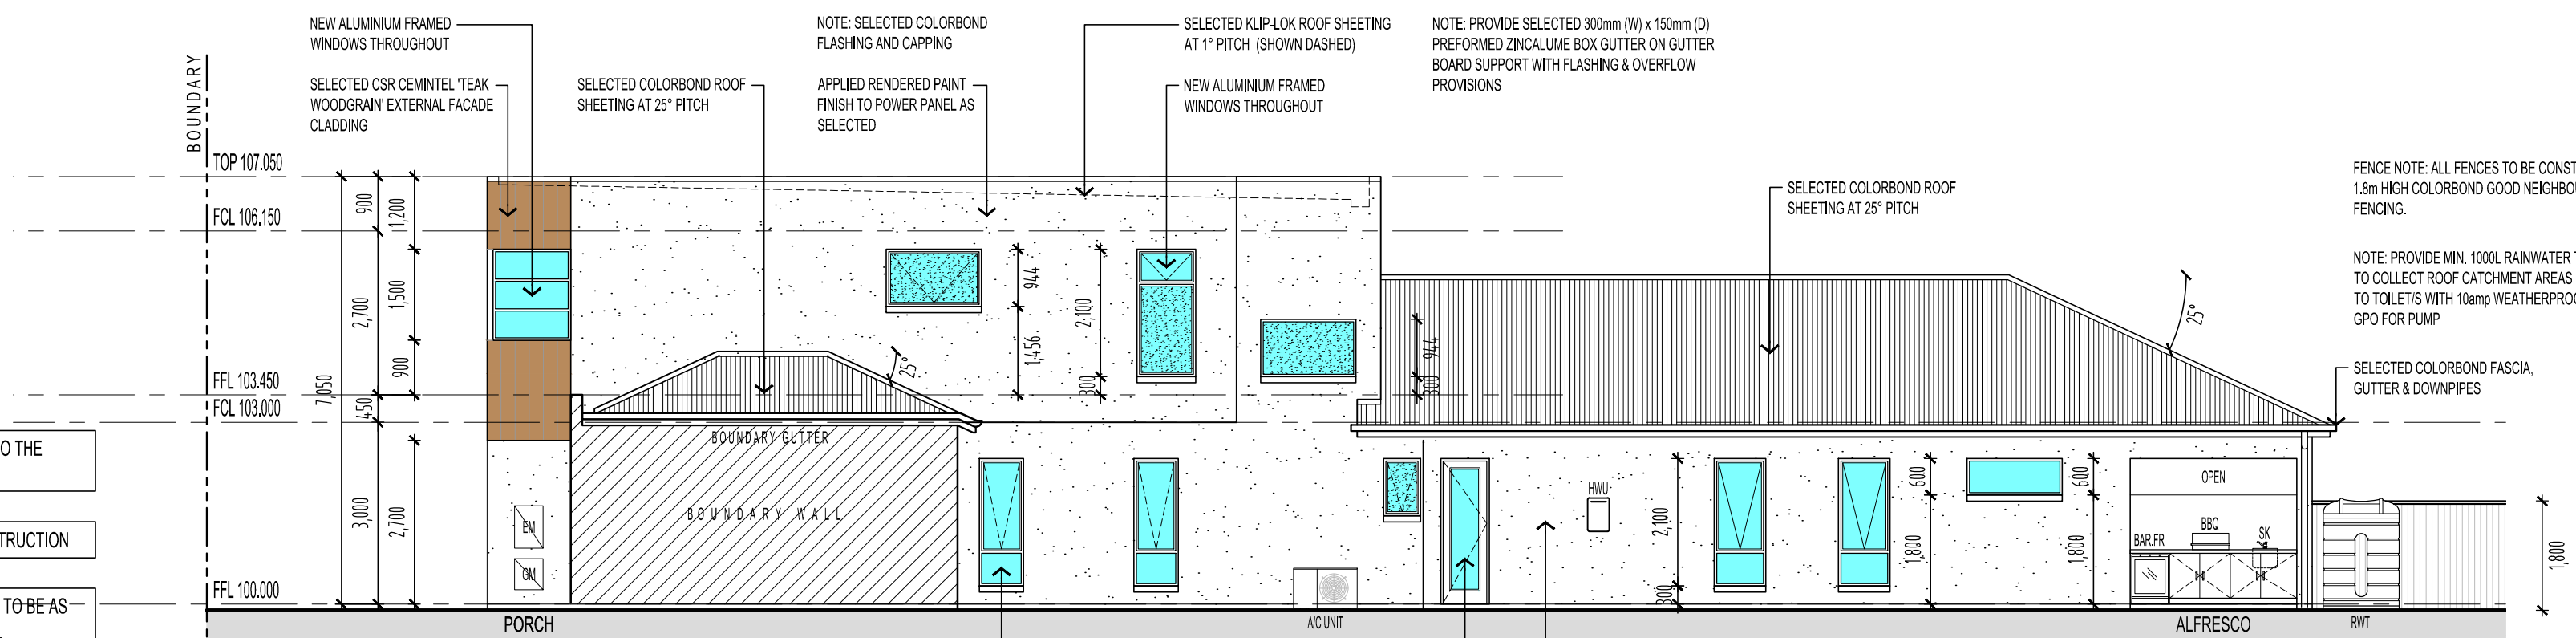 NEW ALUMINIUM FRAMED
WINDOWS THROUGHOUT
SELECTED CSR CEMINTEL 'TEAK
WOODGRAIN' EXTERNAL FACADE
CLADDING
SELECTED COLORBOND ROOF
SHEETING AT 25° PITCH
NOTE: SELECTED COLORBOND
FLASHING AND CAPPING
APPLIED RENDERED PAINT
FINISH TO POWER PANEL AS
SELECTED
SELECTED KLIP-LOK ROOF SHEETING
AT 1° PITCH (SHOWN DASHED)
NEW ALUMINIUM FRAMED
WINDOWS THROUGHOUT
NOTE: PROVIDE SELECTED 300mm (W) x 150mm (D)
PREFORMED ZINCALUME BOX GUTTER ON GUTTER
BOARD SUPPORT WITH FLASHING & OVERFLOW
PROVISIONS
BOUNDARY
TOP 107.050
FCL 106.150
FFL 103.450
FCL 103.000
FFL 100.000
7,050
900
2,700
450
3,000
1,200
1,500
900
2,700
25°
944
1,456
2,100
300
944
300
SELECTED COLORBOND ROOF
SHEETING AT 25° PITCH
25°
FENCE NOTE: ALL FENCES TO BE CONST
1.8m HIGH COLORBOND GOOD NEIGHBO
FENCING.
NOTE: PROVIDE MIN. 1000L RAINWATER
TO COLLECT ROOF CATCHMENT AREAS
TO TOILET/S WITH 10amp WEATHERPROO
GPO FOR PUMP
SELECTED COLORBOND FASCIA,
GUTTER & DOWNPIPES
O THE
TRUCTION
TO BE AS
BOUNDARY GUTTER
BOUNDARY WALL
EM
GM
HWU
2,100
300
600
1,800
600
1,800
OPEN
BBQ
SK
BAR.FR
1,800
PORCH
A/C UNIT
ALFRESCO
RWT